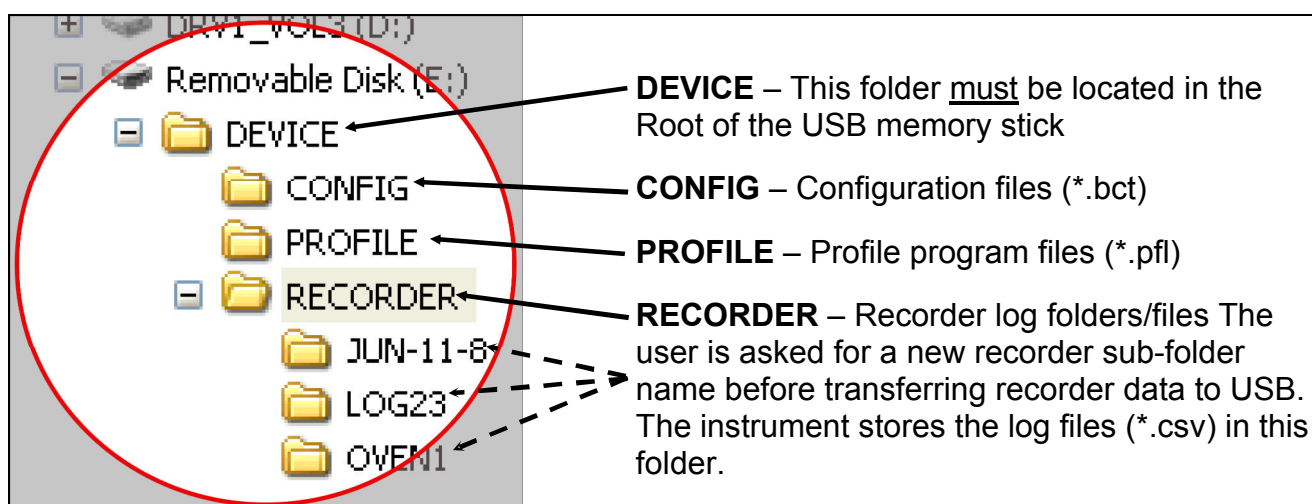 DRV1_VOL3 (D:)
Removable Disk (E:)
DEVICE
CONFIG
PROFILE
RECORDER
JUN-11-8
LOG23
OVEN1
DEVICE – This folder must be located in the
Root of the USB memory stick
CONFIG – Configuration files (*.bct)
PROFILE – Profile program files (*.pfl)
RECORDER – Recorder log folders/files The
user is asked for a new recorder sub-folder
name before transferring recorder data to USB.
The instrument stores the log files (*.csv) in this
folder.